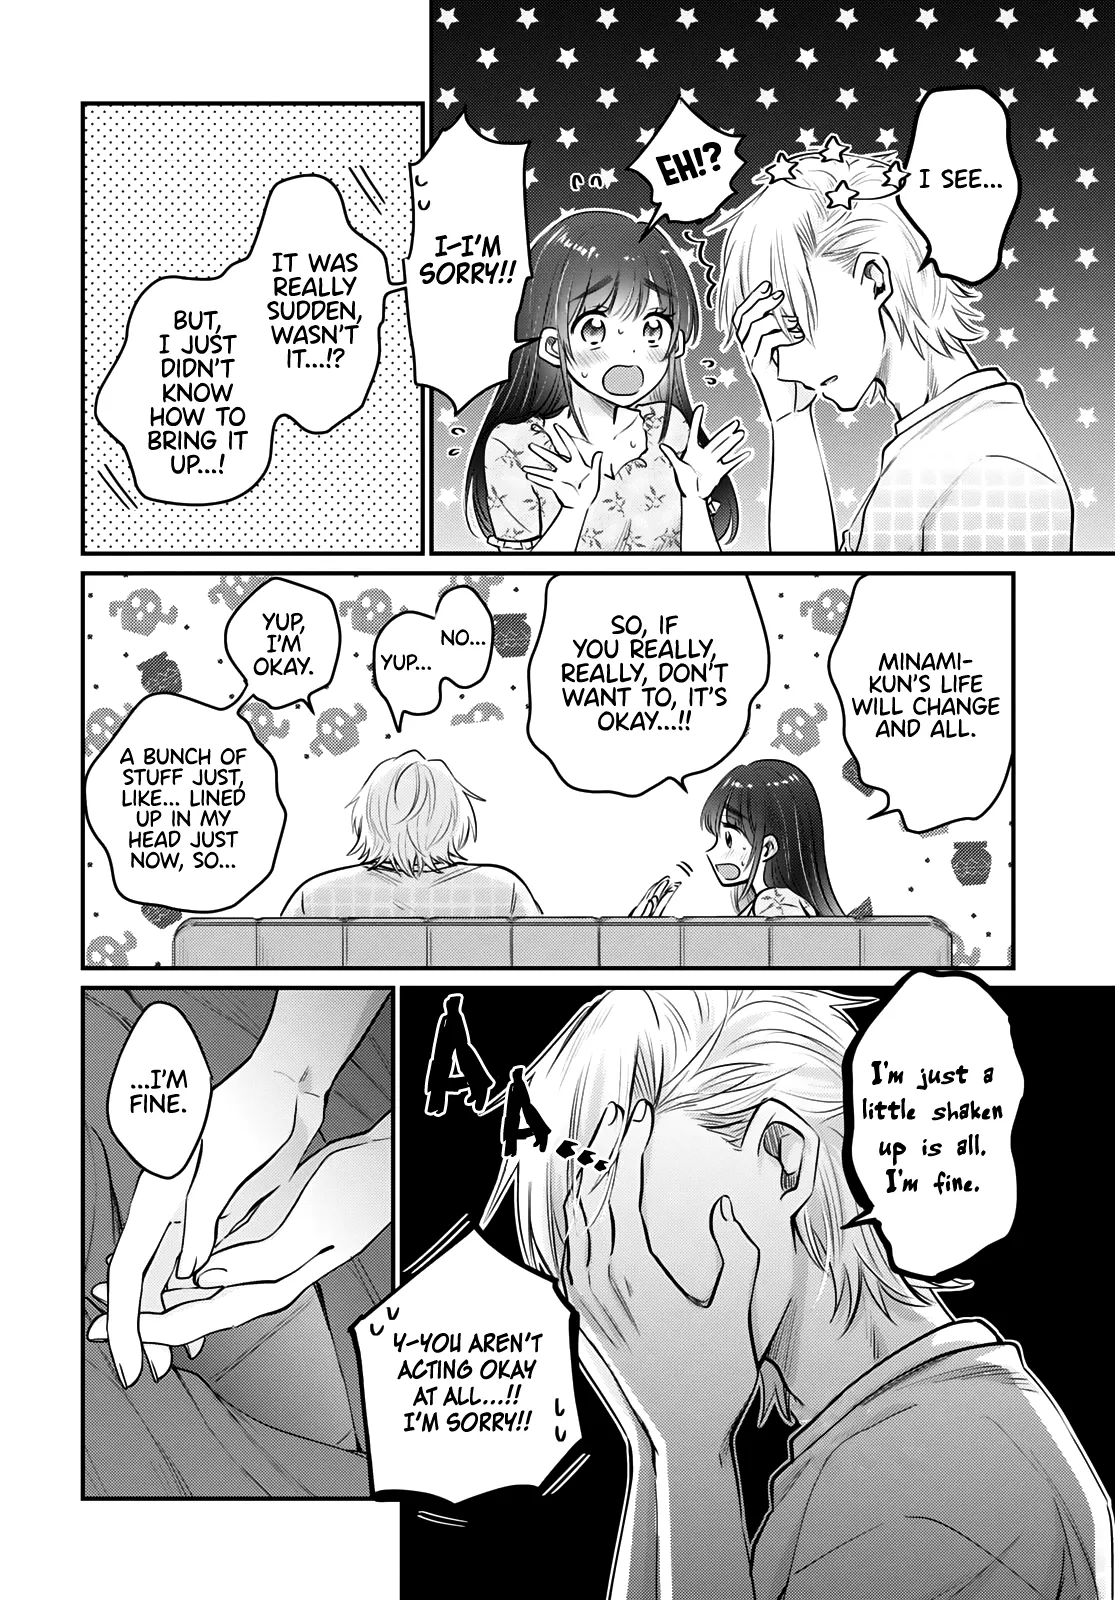 I SEE...
EH!?
I-I'M
SORRY!!
IT WAS
REALLY
SUDDEN,
WASN'T
IT...!?
BUT,
I JUST
DIDN'T
KNOW
HOW TO
BRING IT
UP...!
MINAMI-
KUN'S LIFE
WILL CHANGE
AND ALL.
SO, IF
YOU REALLY,
REALLY, DON'T
WANT TO, IT'S
OKAY...!!
NO...
YUP...
YUP,
I'M
OKAY.
A BUNCH OF
STUFF JUST,
LIKE... LINED
UP IN MY
HEAD JUST
NOW, SO...
I'm just a
little shaken
up is all.
I'm fine.
A
A...
Y-YOU AREN'T
ACTING OKAY
AT ALL...!!
I'M SORRY!!
...I'M
FINE.